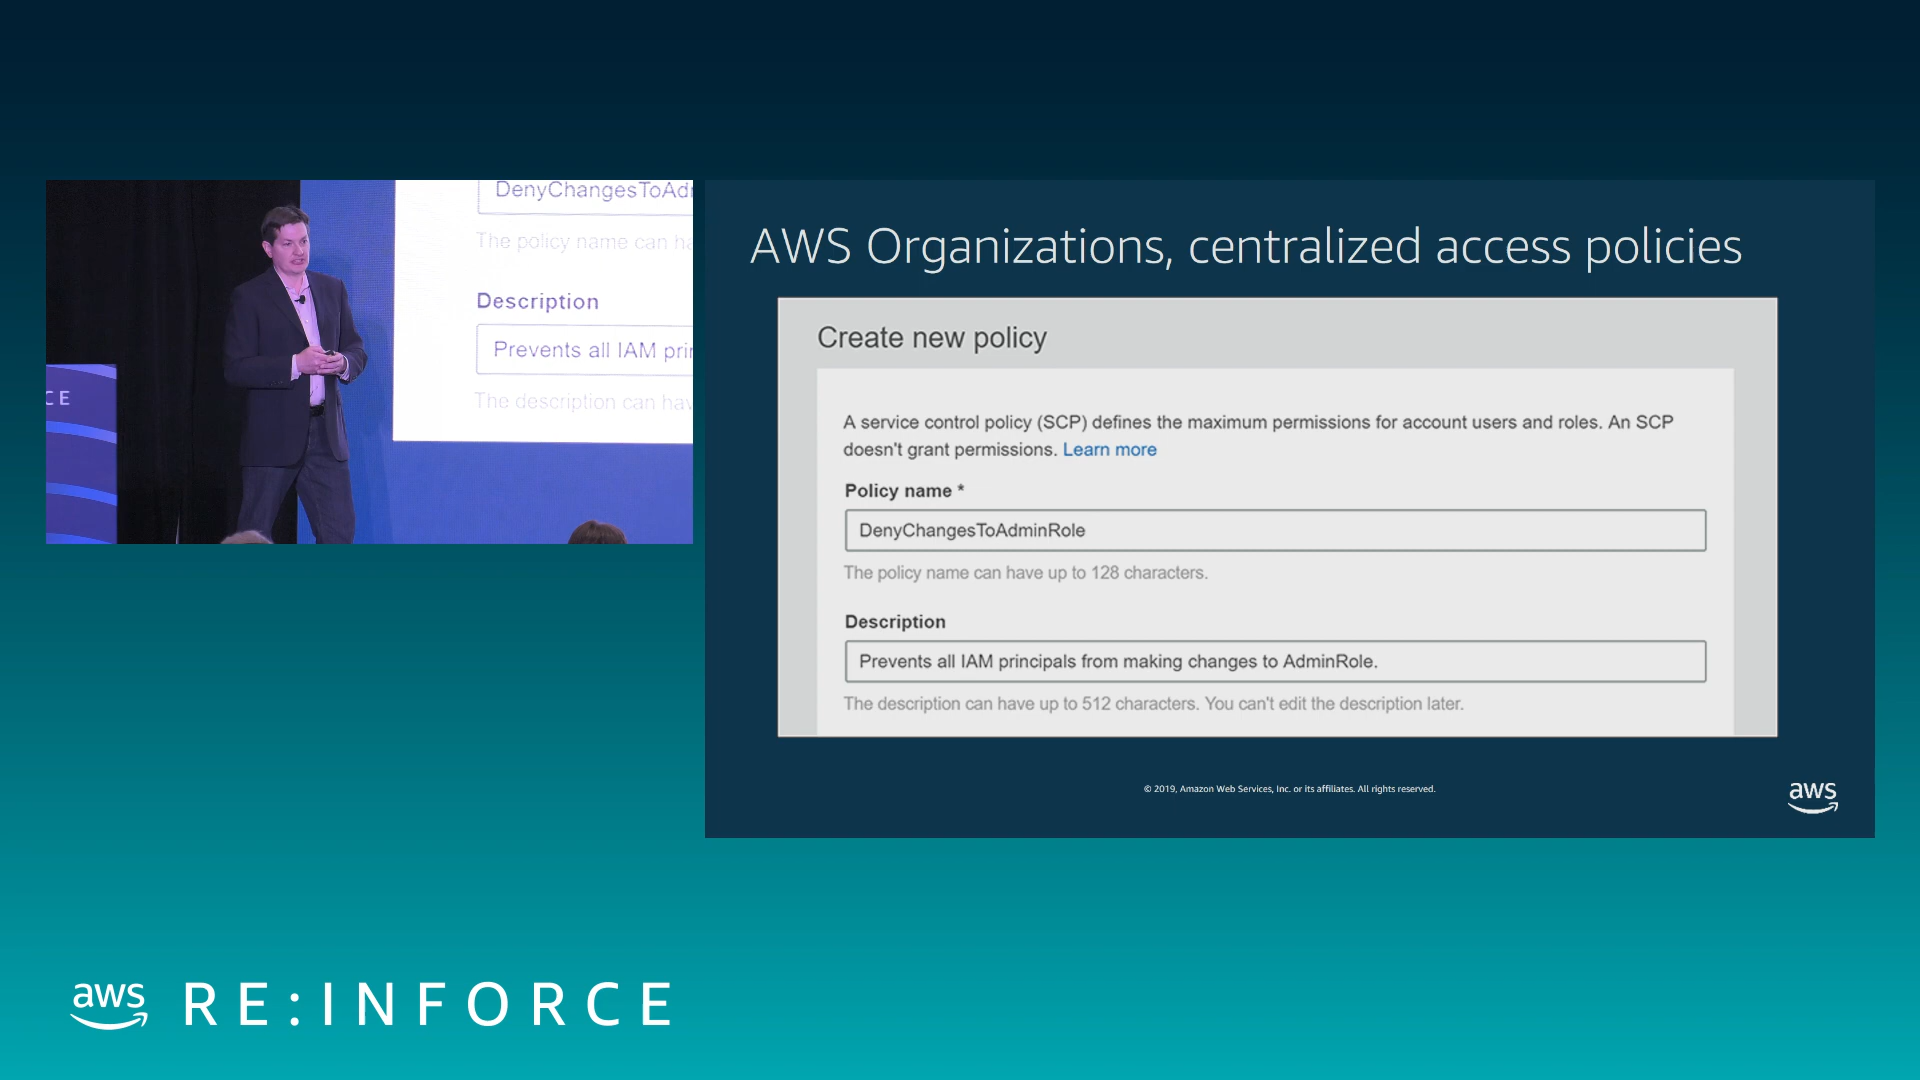 DenyChangesToAd
The policy name can ha
Description
Prevents all IAM prin
The description can hav
CE
AWS Organizations, centralized access policies
Create new policy
A service control policy (SCP) defines the maximum permissions for account users and roles. An SCP
doesn't grant permissions. Learn more
Policy name *
DenyChangesToAdminRole
The policy name can have up to 128 characters.
Description
Prevents all IAM principals from making changes to AdminRole.
The description can have up to 512 characters. You can't edit the description later.
© 2019, Amazon Web Services, Inc. or its affiliates. All rights reserved.
aws
aws RE:INFORCE